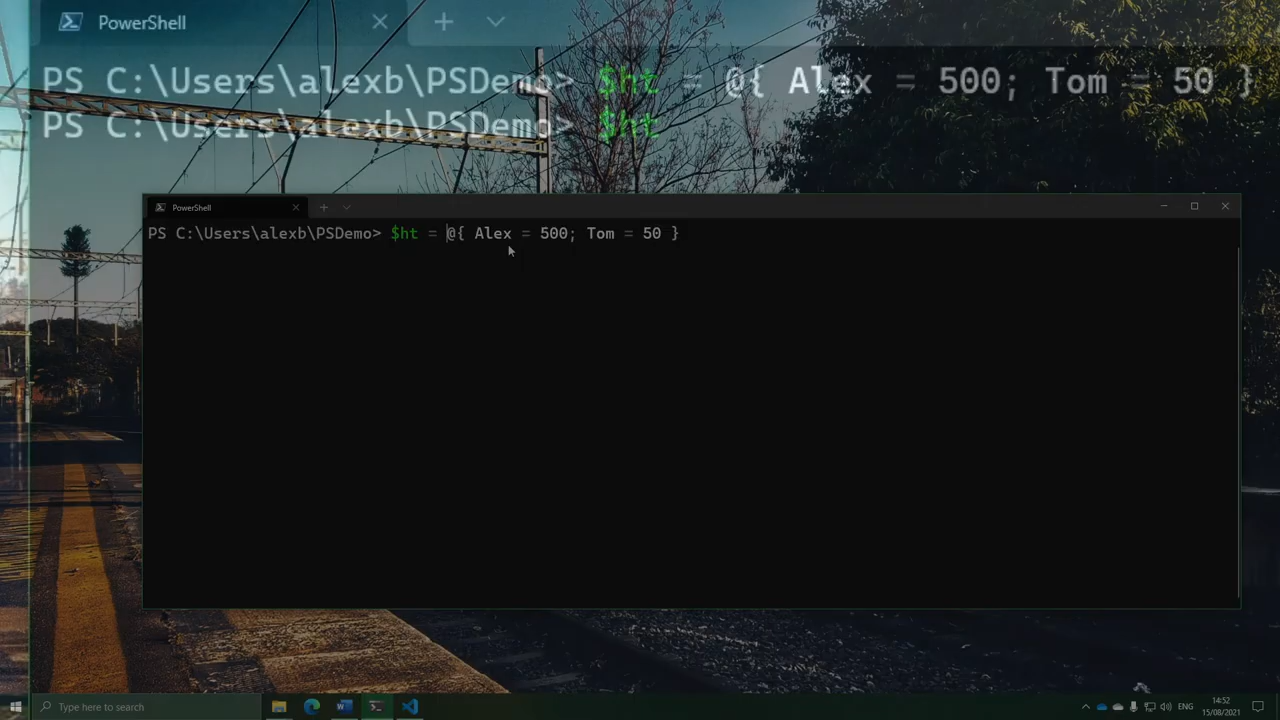 PowerShell
PS C:\Users\alexb\PSDemo> $ht = @{ Alex = 500; Tom = 50 }
PS C:\Users\alexb\PSDemo> $ht
PowerShell
PS C:\Users\alexb\PSDemo> $ht = @{ Alex = 500; Tom = 50 }
Type here to search
ENG
14:52
15/08/2021